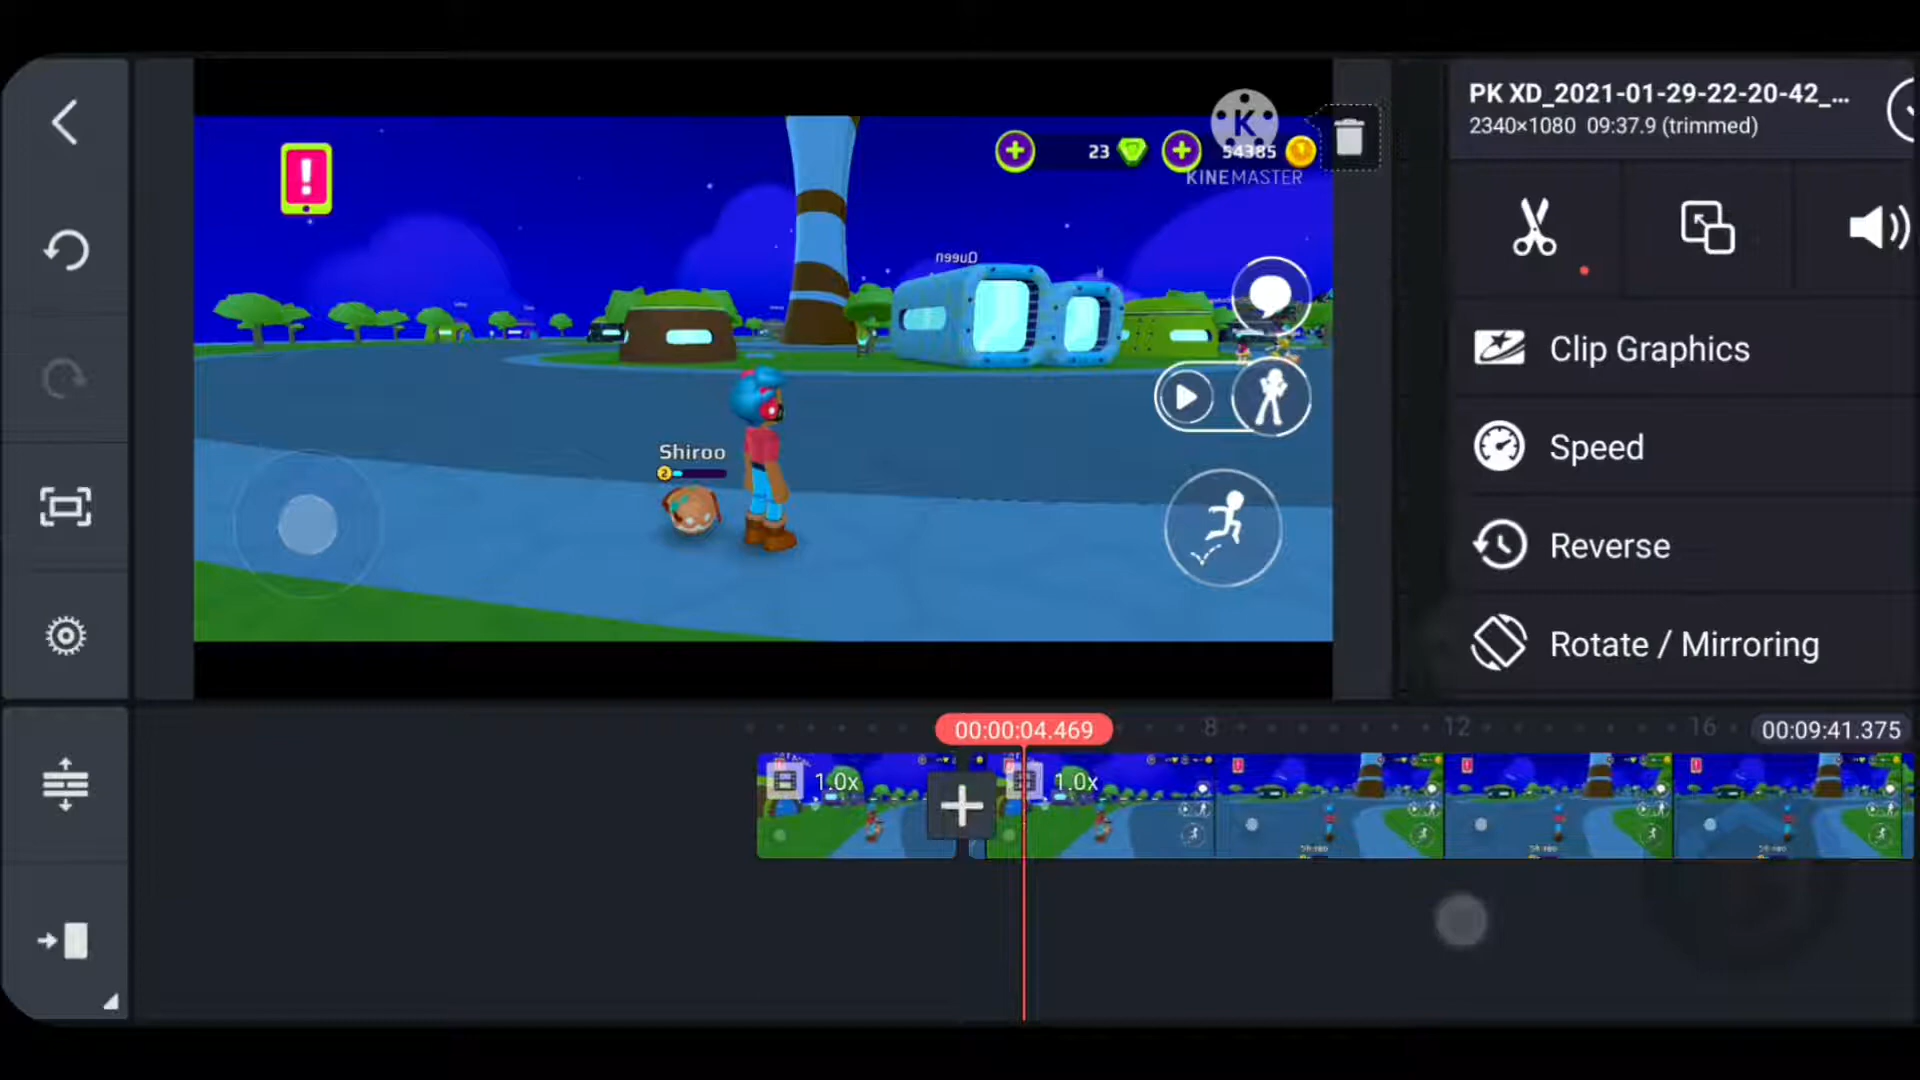 PK XD_2021-01-29-22-20-42_...
2340×1080 09:37.9 (trimmed)
!
23
54385
K
KINEMASTER
Queen
Shiroo
2
Clip Graphics
Speed
Reverse
Rotate / Mirroring
00:00:04.469
8
12
16
00:09:41.375
1.0x
1.0x